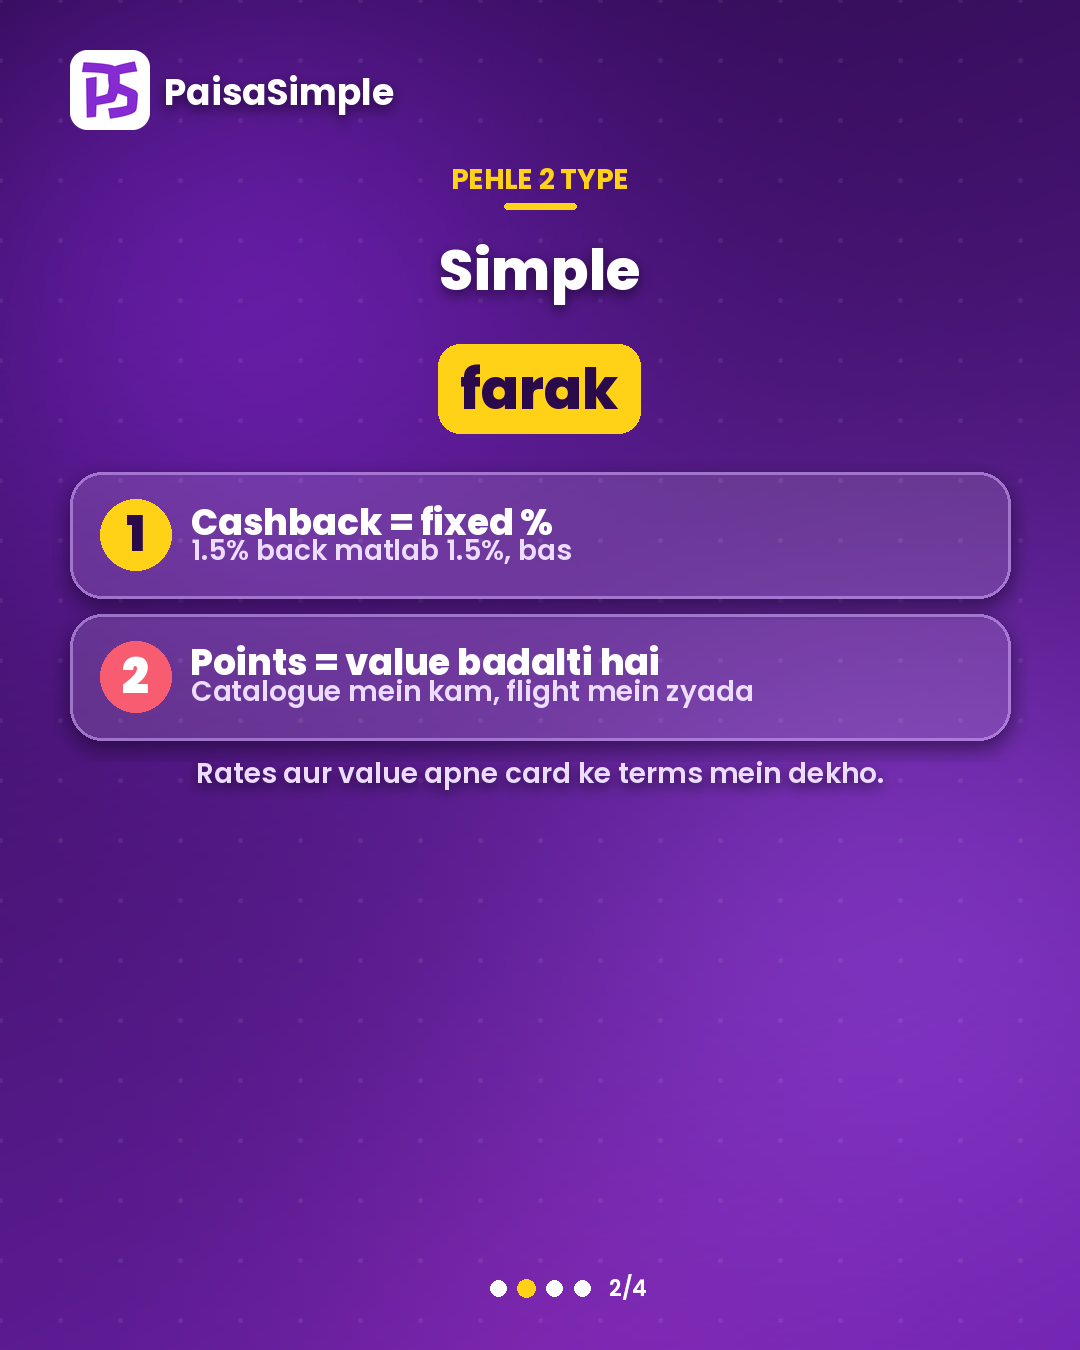 PS PaisaSimple
PEHLE 2 TYPE
Simple
farak
1 Cashback = fixed %
1.5% back matlab 1.5%, bas
2 Points = value badalti hai
Catalogue mein kam, flight mein zyada
Rates aur value apne card ke terms mein dekho.
2/4